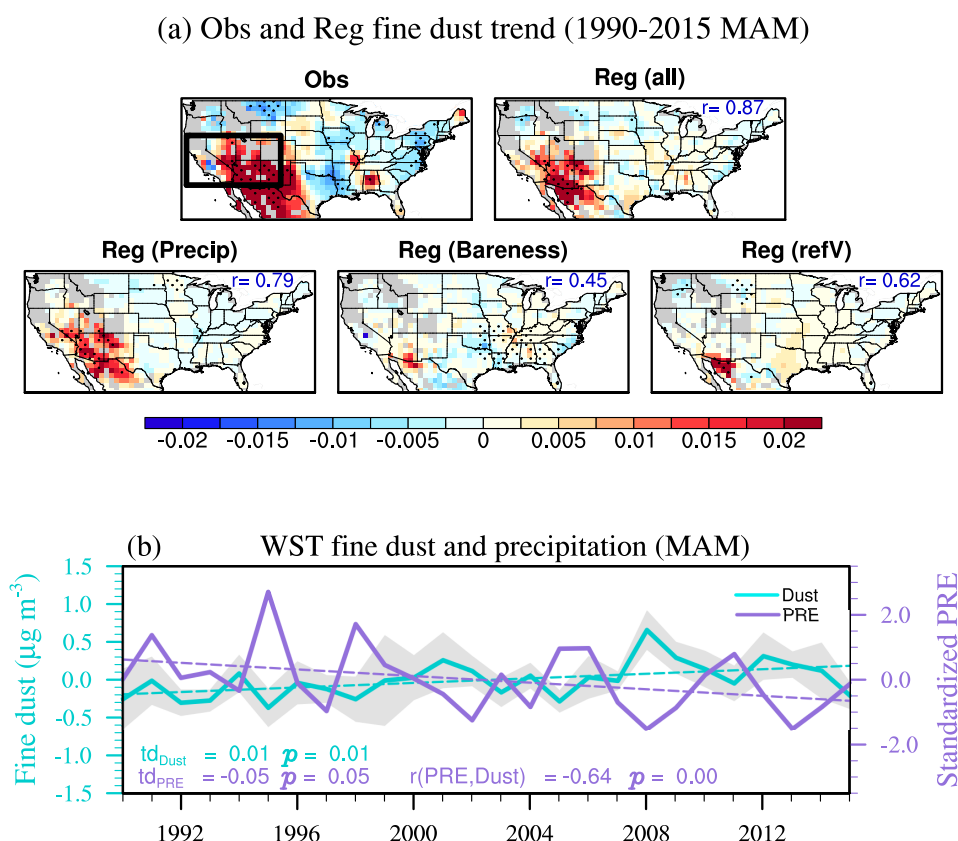 (a) Obs and Reg fine dust trend (1990-2015 MAM)
Obs
Reg (all)
r= 0.87
Reg (Precip)
Reg (Bareness)
Reg (refV)
r= 0.79
r= 0.45
r= 0.62
-0.02 -0.015 -0.01 -0.005 0 0.005 0.01 0.015 0.02
(b) WST fine dust and precipitation (MAM)
Fine dust (µg m⁻³)
1.5
1.0
0.5
0.0
-0.5
-1.0
-1.5
Dust
PRE
td_Dust = 0.01 p = 0.01
td_PRE = -0.05 p = 0.05 r(PRE,Dust) = -0.64 p = 0.00
2.0
0.0
-2.0
Standardized PRE
1992 1996 2000 2004 2008 2012